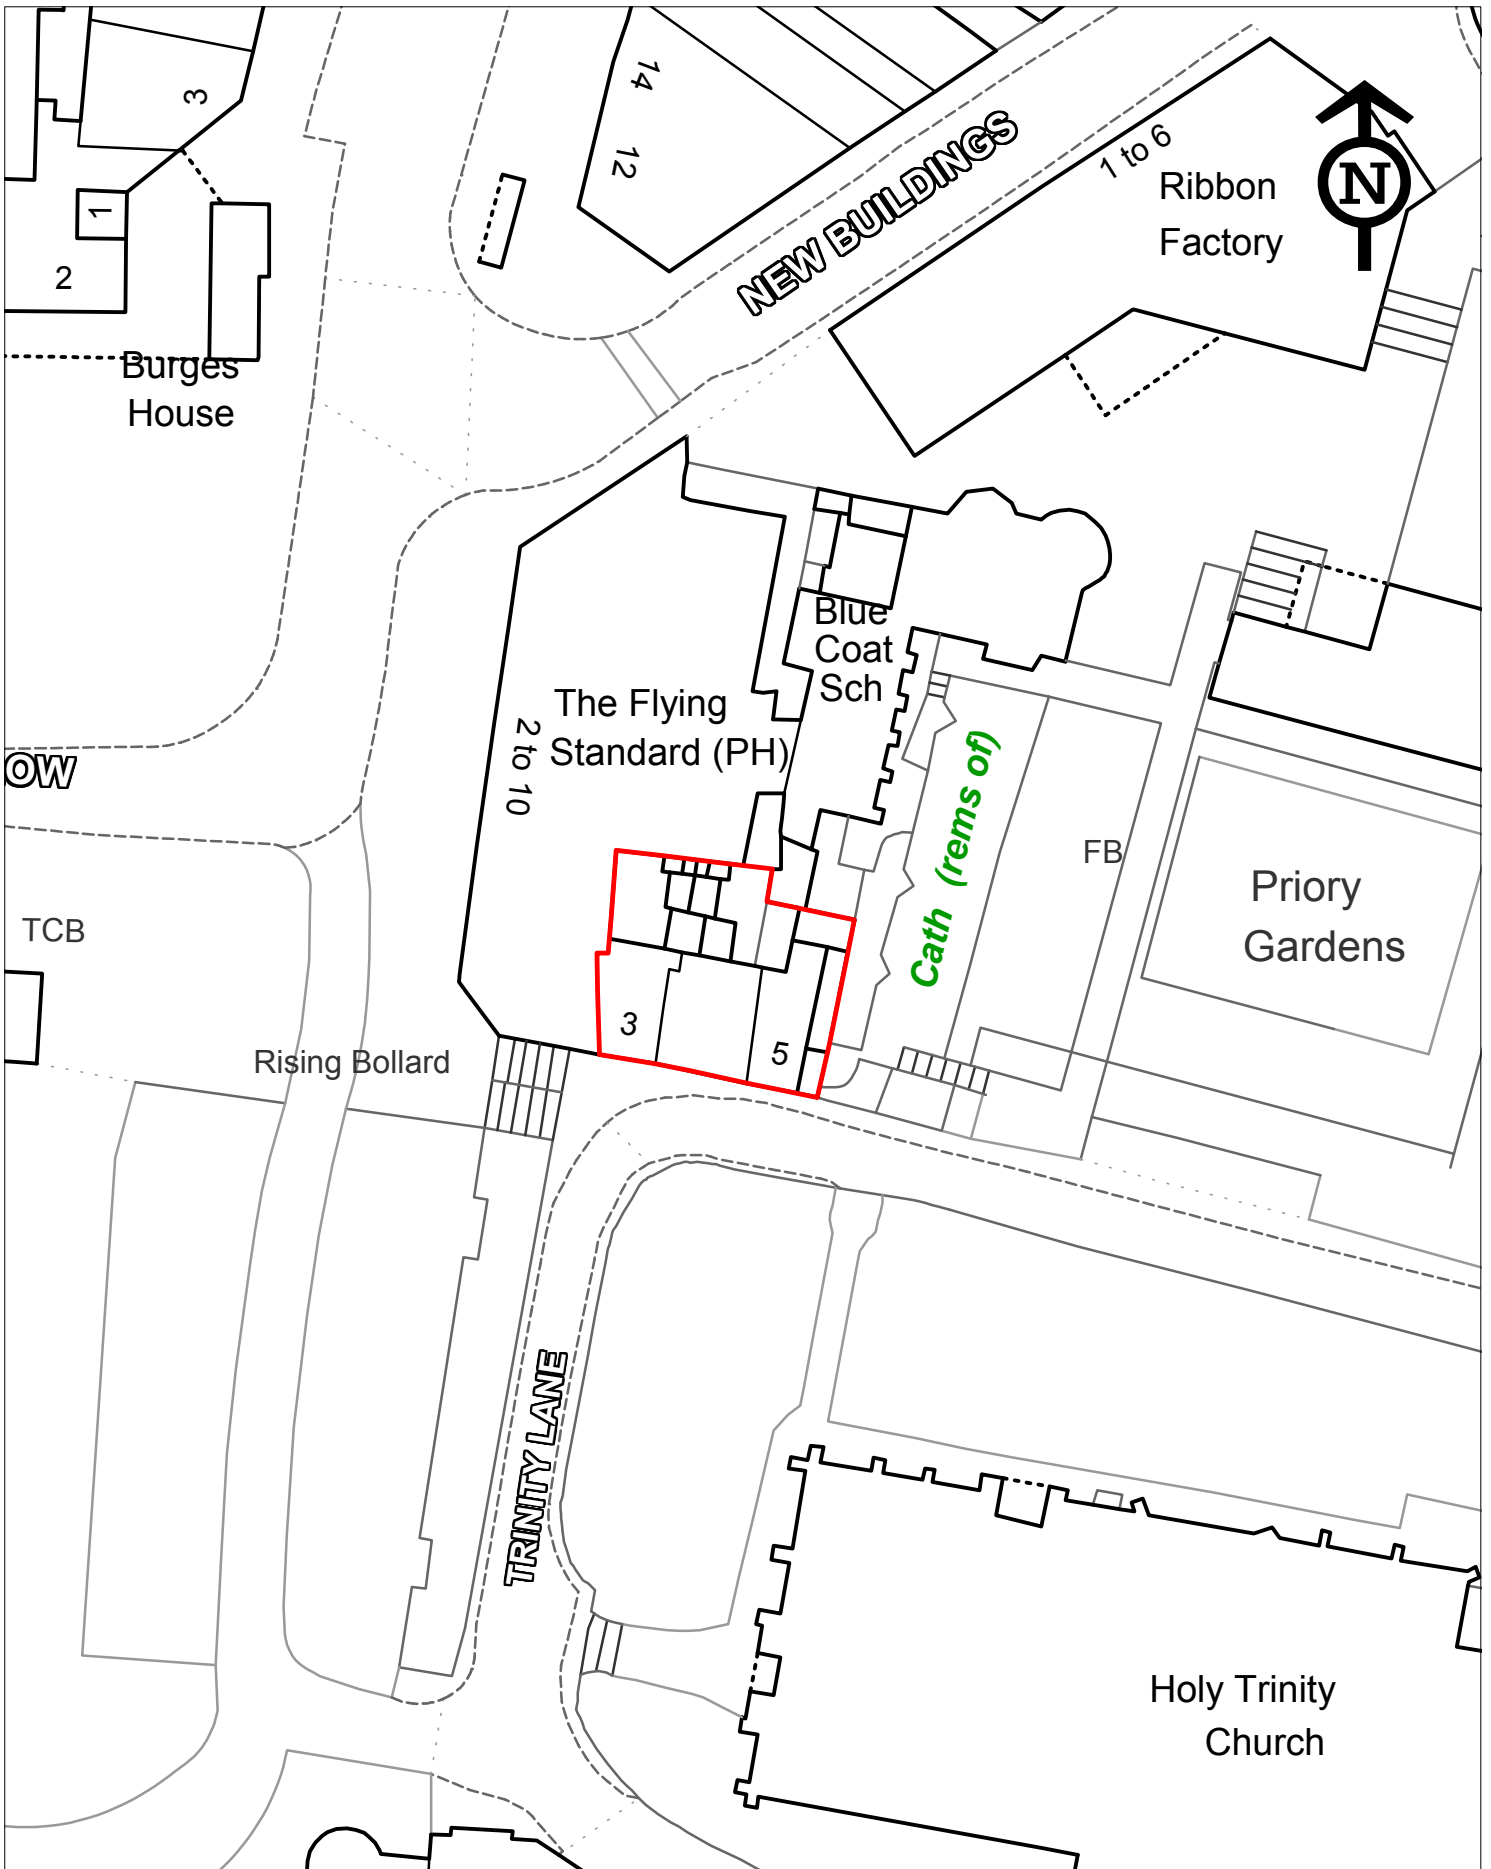 3
14
12
1
2
Burges
House
NEW BUILDINGS
1 to 6
Ribbon
Factory
N
Blue
Coat
Sch
The Flying
Standard (PH)
2 to 10
OW
TCB
Cath (rems of)
FB
Priory
Gardens
3
5
Rising Bollard
TRINITY LANE
Holy Trinity
Church